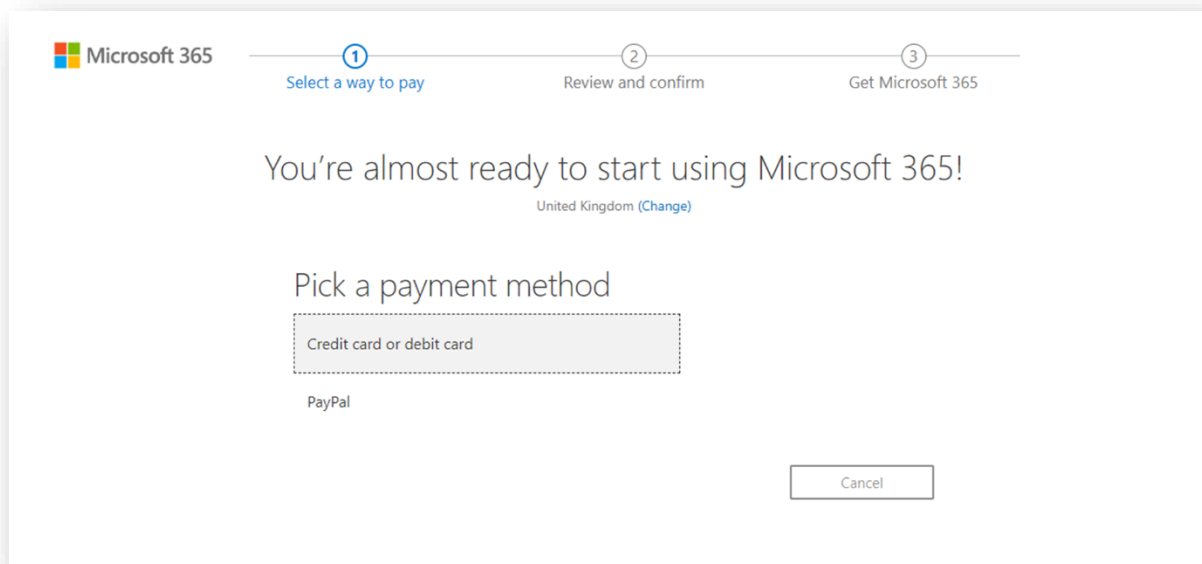 Microsoft 365
1
2
3
Select a way to pay
Review and confirm
Get Microsoft 365
You’re almost ready to start using Microsoft 365!
United Kingdom (Change)
Pick a payment method
Credit card or debit card
PayPal
Cancel